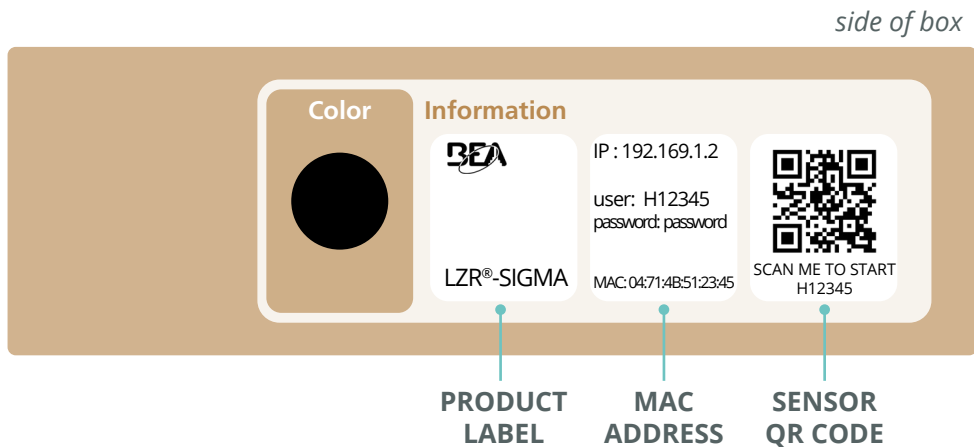 side of box
Color
Information
BEA
LZR®-SIGMA
IP : 192.169.1.2
user: H12345
password: password
MAC: 04:71:4B:51:23:45
SCAN ME TO START
H12345
PRODUCT
LABEL
MAC
ADDRESS
SENSOR
QR CODE